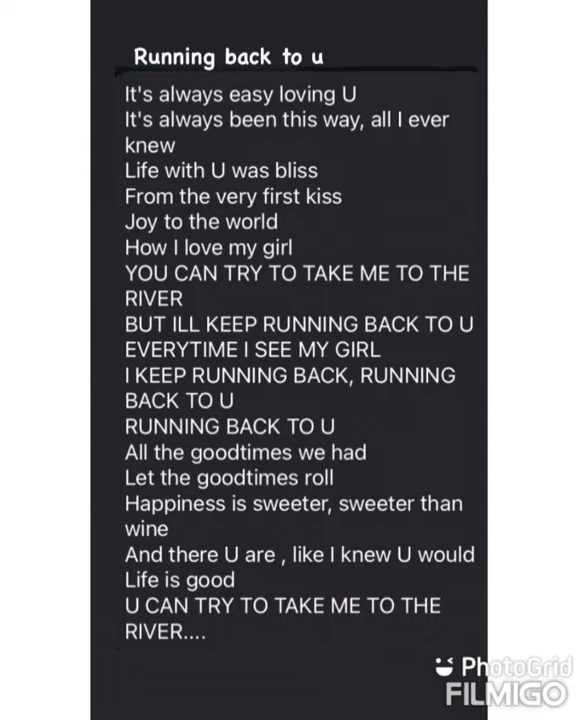 Running back to u
It's always easy loving U
It's always been this way, all I ever
knew
Life with U was bliss
From the very first kiss
Joy to the world
How I love my girl
YOU CAN TRY TO TAKE ME TO THE
RIVER
BUT ILL KEEP RUNNING BACK TO U
EVERYTIME I SEE MY GIRL
I KEEP RUNNING BACK, RUNNING
BACK TO U
RUNNING BACK TO U
All the goodtimes we had
Let the goodtimes roll
Happiness is sweeter, sweeter than
wine
And there U are , like I knew U would
Life is good
U CAN TRY TO TAKE ME TO THE
RIVER....
PhotoGrid
FILMIGO